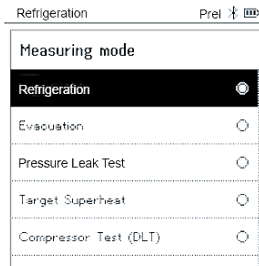 Refrigeration Prel
Measuring mode
Refrigeration
Evacuation
Pressure Leak Test
Target Superheat
Compressor Test (DLT)